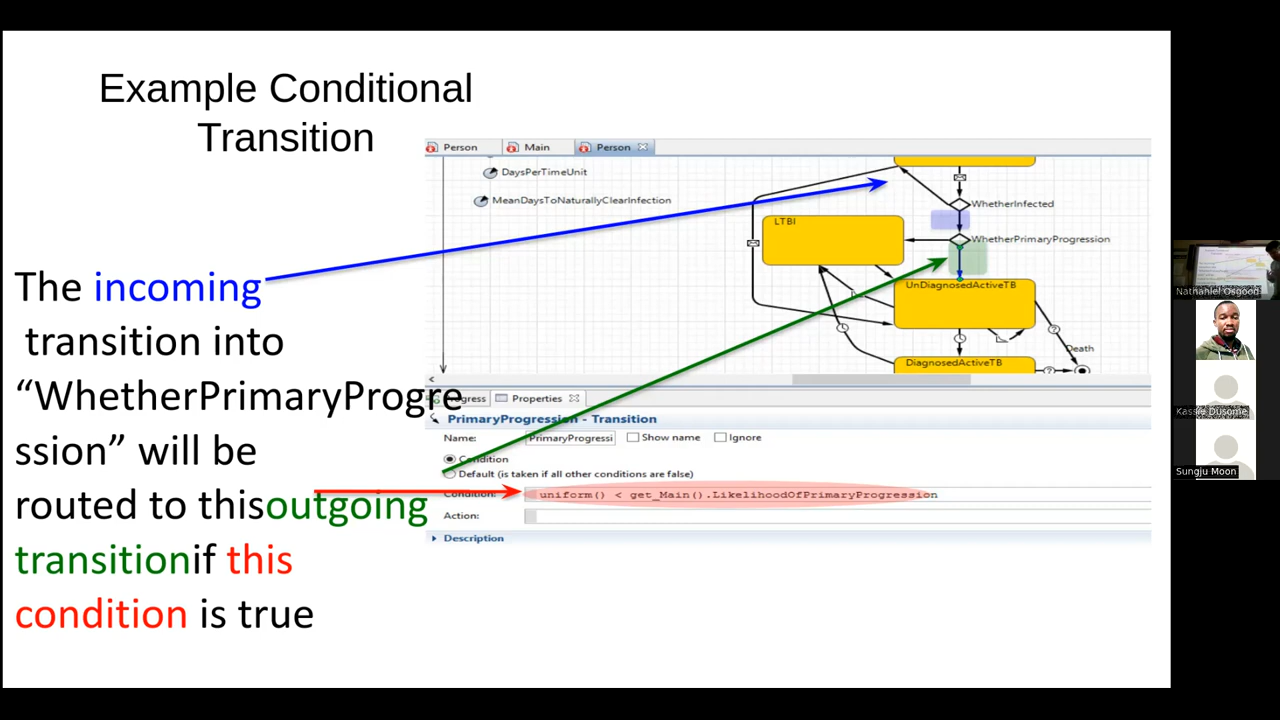 Example Conditional
Transition
The incoming
transition into
“WhetherPrimaryProgre
ssion” will be
routed to thisoutgoing
transitionif this
condition is true
Person
Main
Person
DaysPerTimeUnit
MeanDaysToNaturallyClearInfection
WhetherInfected
LTBI
WhetherPrimaryProgression
UnDiagnosedActiveTB
Death
DiagnosedActiveTB
Properties
PrimaryProgression - Transition
Name: PrimaryProgressi Show name Ignore
Condition
Default (is taken if all other conditions are false)
Condition: uniform() < get_Main().LikelihoodOfPrimaryProgression
Action:
Description
Nathaniel Osgood
Kassie Dusome
Sungju Moon